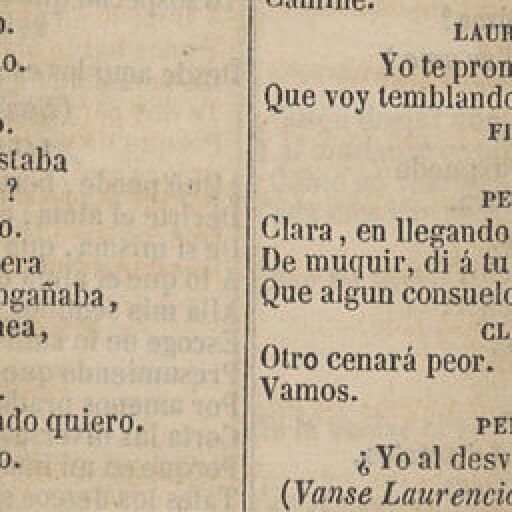 o.
o.
o.
staba
?
o.
era
ngañaba,
nea,
ndo quiero.
o.
Camine.
LAUR
Yo te prom
Que voy temblando
FI
PE
Clara, en llegando
De muquir, di á tu
Que algun consuelo
CL
Otro cenará peor.
Vamos.
PE
¿Yo al desv
(Vanse Laurencio